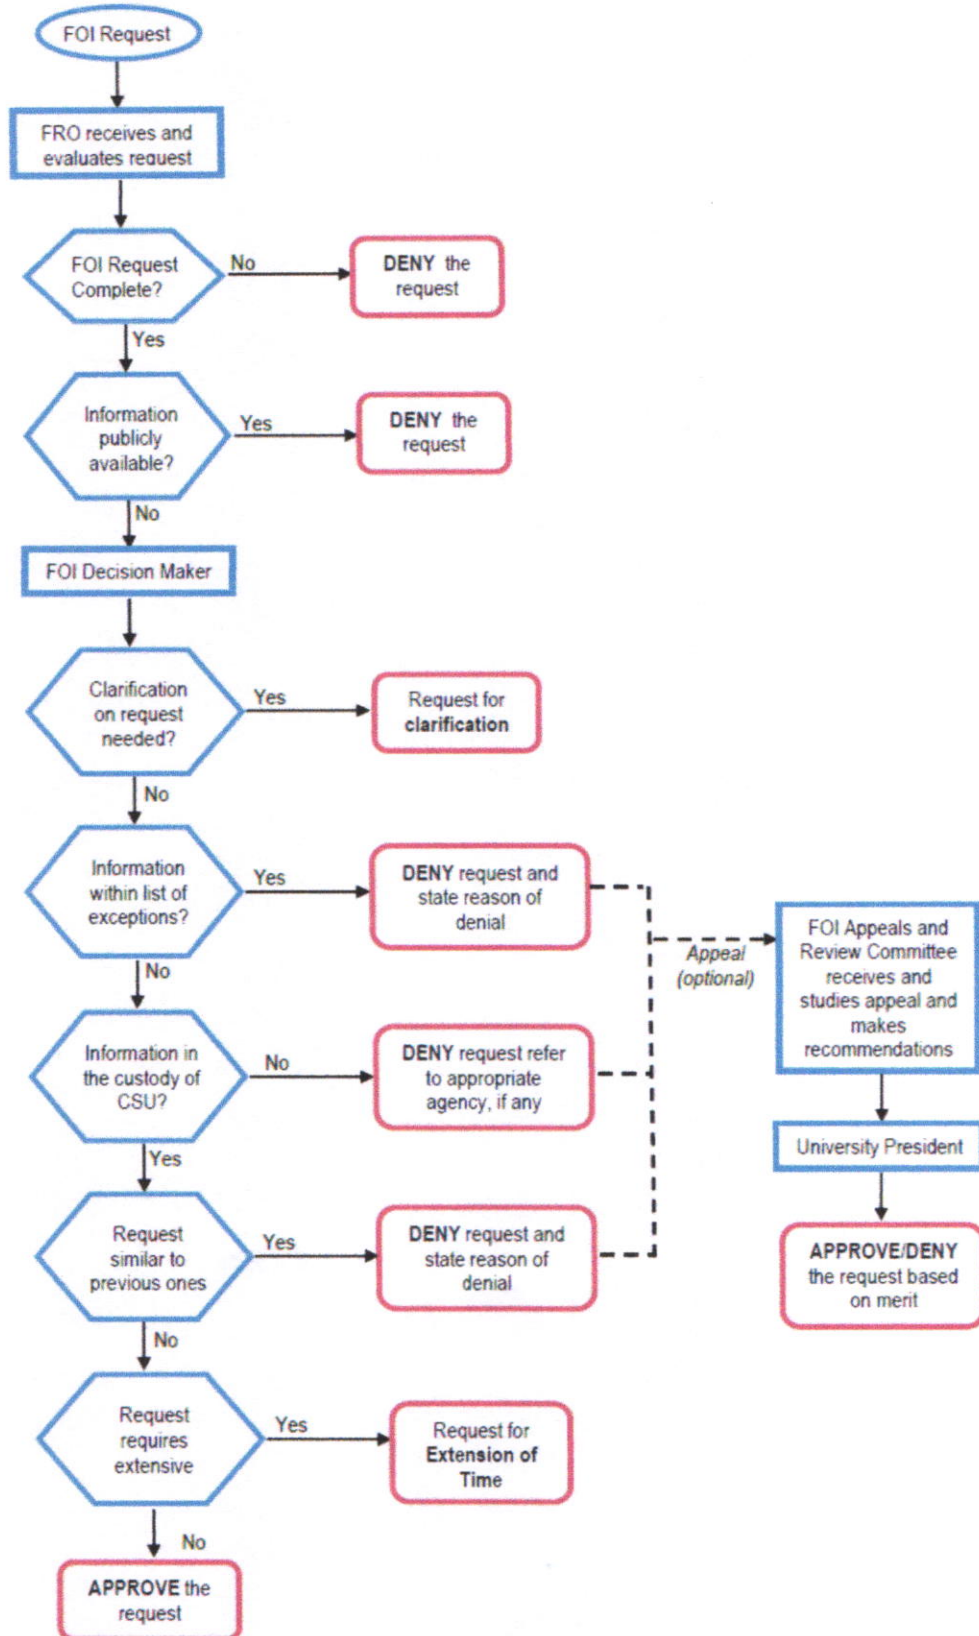 FOI Request
FRO receives and
evaluates request
FOI Request
Complete?
No
DENY the
request
Yes
Information
publicly
available?
Yes
DENY the
request
No
FOI Decision Maker
Clarification
on request
needed?
Yes
Request for
clarification
No
Information
within list of
exceptions?
Yes
DENY request and
state reason of
denial
Appeal
(optional)
FOI Appeals and
Review Committee
receives and
studies appeal and
makes
recommendations
No
Information in
the custody of
CSU?
No
DENY request refer
to appropriate
agency, if any
University President
Yes
Request
similar to
previous ones
Yes
DENY request and
state reason of
denial
APPROVE/DENY
the request based
on merit
No
Request
requires
extensive
Yes
Request for
Extension of
Time
No
APPROVE the
request